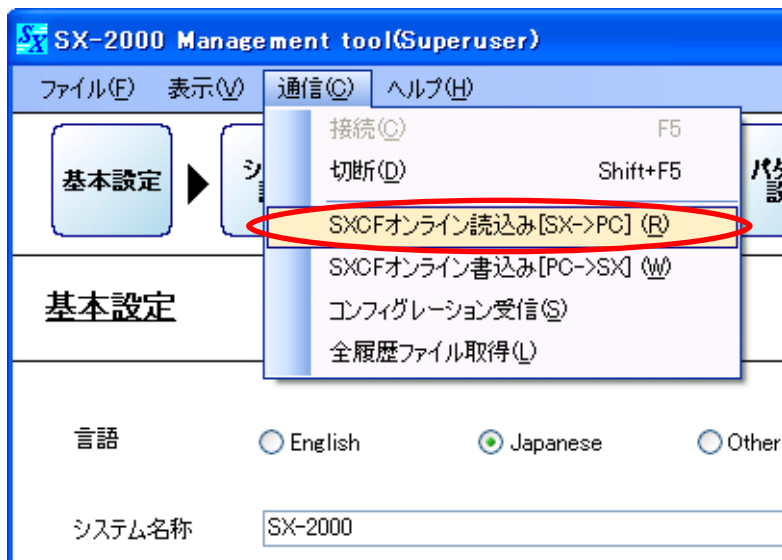 SX SX-2000 Management tool(Superuser)
ファイル(F) 表示(V) 通信(C) ヘルプ(H)
接続(C) F5
切断(D) Shift+F5
基本設定
SXCFオンライン読込み[SX->PC] (R)
SXCFオンライン書込み[PC->SX] (W)
コンフィグレーション受信(S)
全履歴ファイル取得(L)
基本設定
言語 English Japanese Other
システム名称 SX-2000